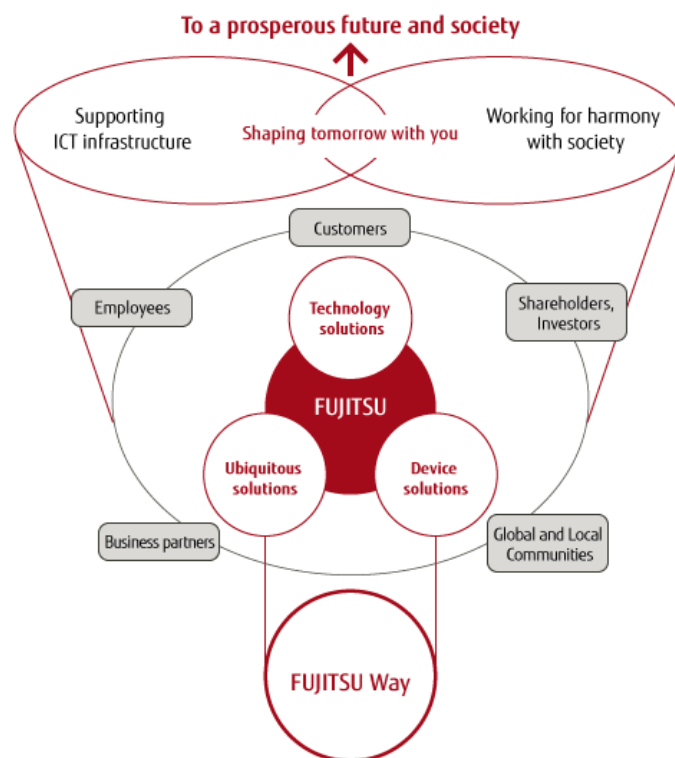 To a prosperous future and society
Supporting
ICT infrastructure
Shaping tomorrow with you
Working for harmony
with society
Customers
Employees
Shareholders,
Investors
Technology
solutions
FUJITSU
Ubiquitous
solutions
Device
solutions
Business partners
Global and Local
Communities
FUJITSU Way